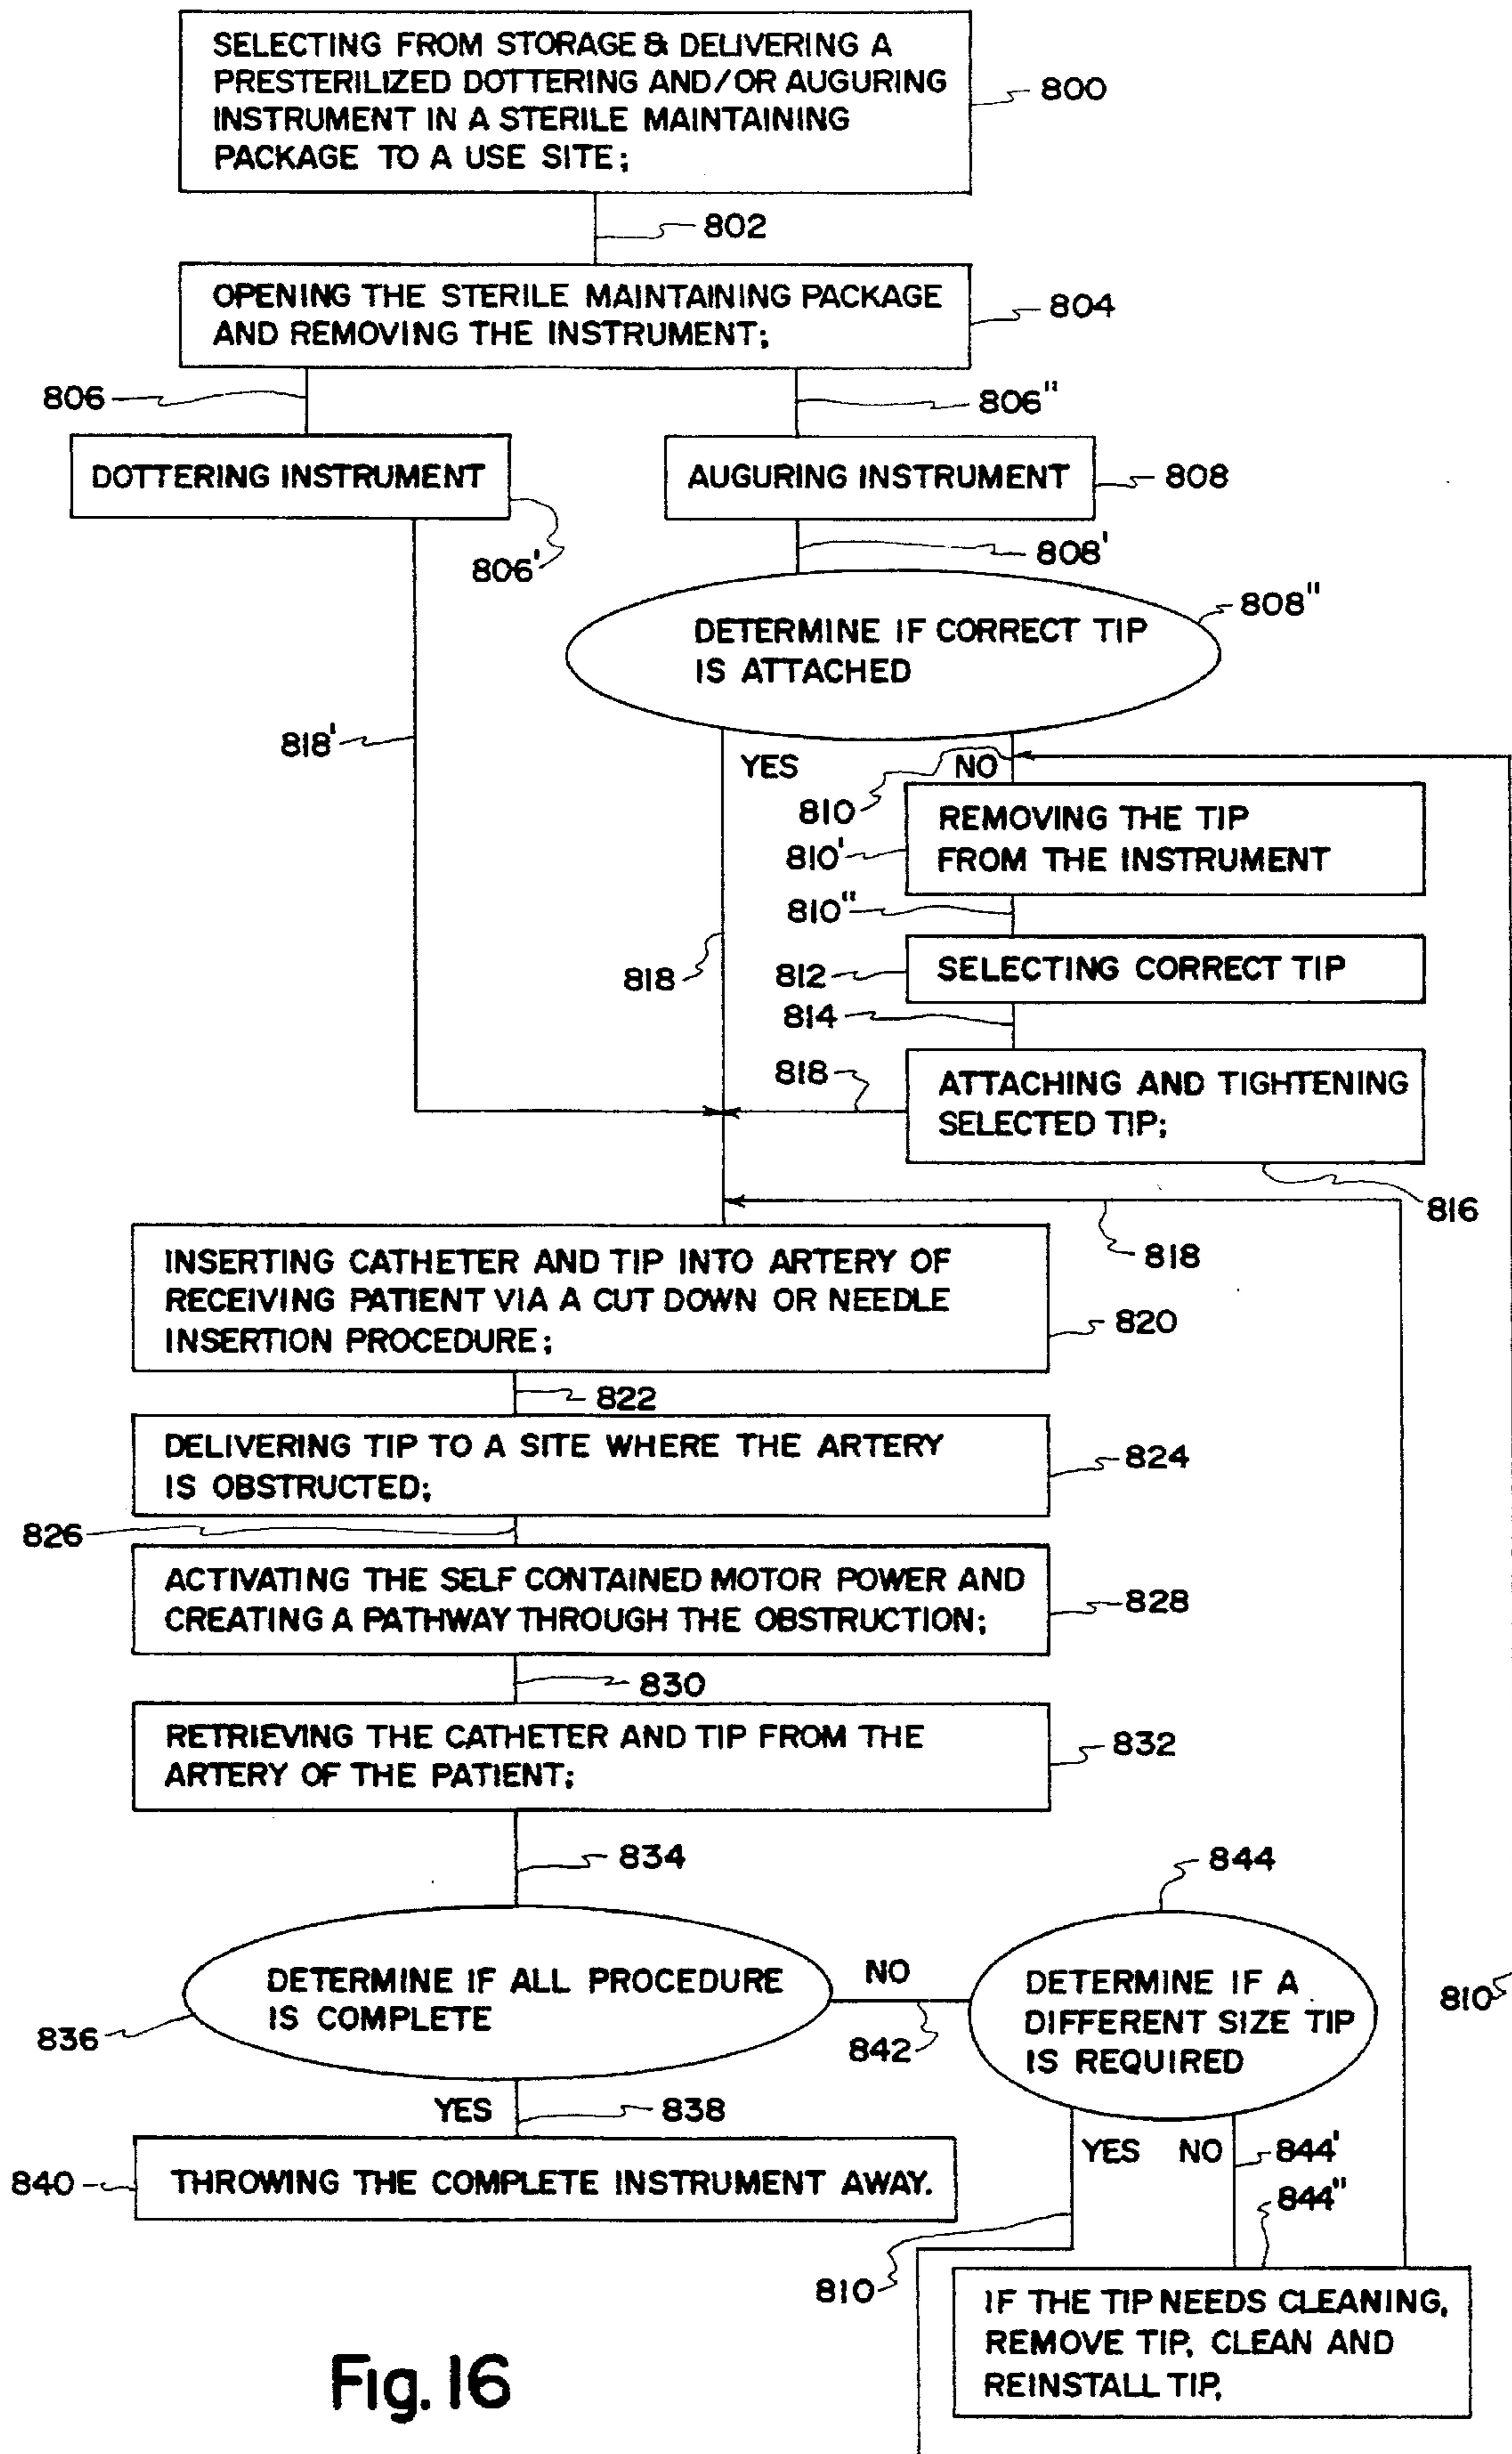 SELECTING FROM STORAGE & DELIVERING A
PRESTERILIZED DOTTERING AND/OR AUGURING
INSTRUMENT IN A STERILE MAINTAINING
PACKAGE TO A USE SITE;
800
802
OPENING THE STERILE MAINTAINING PACKAGE
AND REMOVING THE INSTRUMENT;
804
806
806"
DOTTERING INSTRUMENT
806'
AUGURING INSTRUMENT
808
808'
DETERMINE IF CORRECT TIP
IS ATTACHED
808"
818'
YES
NO
810
REMOVING THE TIP
FROM THE INSTRUMENT
810'
810"
818
SELECTING CORRECT TIP
812
814
818
ATTACHING AND TIGHTENING
SELECTED TIP;
816
818
INSERTING CATHETER AND TIP INTO ARTERY OF
RECEIVING PATIENT VIA A CUT DOWN OR NEEDLE
INSERTION PROCEDURE;
820
822
DELIVERING TIP TO A SITE WHERE THE ARTERY
IS OBSTRUCTED;
824
826
ACTIVATING THE SELF CONTAINED MOTOR POWER AND
CREATING A PATHWAY THROUGH THE OBSTRUCTION;
828
830
RETRIEVING THE CATHETER AND TIP FROM THE
ARTERY OF THE PATIENT;
832
834
DETERMINE IF ALL PROCEDURE
IS COMPLETE
836
NO
842
844
DETERMINE IF A
DIFFERENT SIZE TIP
IS REQUIRED
810
YES
838
THROWING THE COMPLETE INSTRUMENT AWAY.
840
YES
NO
844'
844"
810
IF THE TIP NEEDS CLEANING,
REMOVE TIP, CLEAN AND
REINSTALL TIP,
Fig. 16